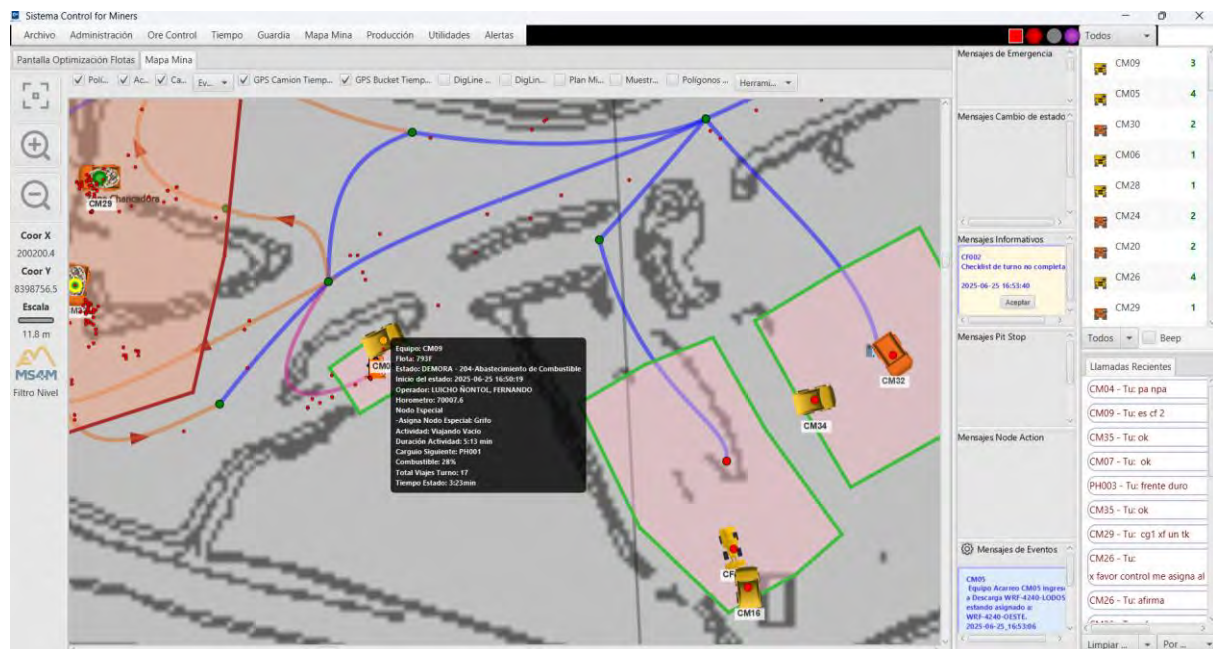 Sistema Control for Miners
Archivo Administración Ore Control Tiempo Guardia Mapa Mina Producción Utilidades Alertas
Todos
Pantalla Optimización Flotas Mapa Mina
Polí... Ac... Ca... Ev... GPS Camion Tiemp... GPS Bucket Tiemp... DigLine ... DigLin... Plan Mi... Muestr... Polígonos ... Herrami...
Coor X
200200.4
Coor Y
8398756.5
Escala
11.8 m
MS4M
Filtro Nivel
CM29
Chancadora
CM0
Equipo: CM09
Flota: 793F
Estado: DEMORA - 204-Abastecimiento de Combustible
Inicio del estado: 2025-06-25 16:50:19
Operador: LUICHO ÑONTOL, FERNANDO
Horometro: 70007.6
Nodo Especial
-Asigna Nodo Especial: Grifo
Actividad: Viajando Vacio
Duración Actividad: 5:13 min
Carguio Siguiente: PH001
Combustible: 28%
Total Viajes Turno: 17
Tiempo Estado: 3:23min
CM32
CM34
CF
CM16
Mensajes de Emergencia
Mensajes Cambio de estado
Mensajes Informativos
CF002
Checklist de turno no completa
2025-06-25 16:53:40
Aceptar
Mensajes Pit Stop
Mensajes Node Action
Mensajes de Eventos
CM05
Equipo Acarreo CM05 ingreso
a Descarga WRF-4240-LODOS
estando asignado a:
WRF-4240-OESTE.
2025-06-25_16:53:06
CM09 3
CM05 4
CM30 2
CM06 1
CM28 1
CM24 2
CM20 2
CM26 4
CM29 1
Todos Beep
Llamadas Recientes
CM04 - Tu: pa npa
CM09 - Tu: es cf 2
CM35 - Tu: ok
CM07 - Tu: ok
PH003 - Tu: frente duro
CM35 - Tu: ok
CM29 - Tu: cg1 xf un tk
CM26 - Tu:
x favor control me asigna al
CM26 - Tu: afirma
Limpiar ... Por ...